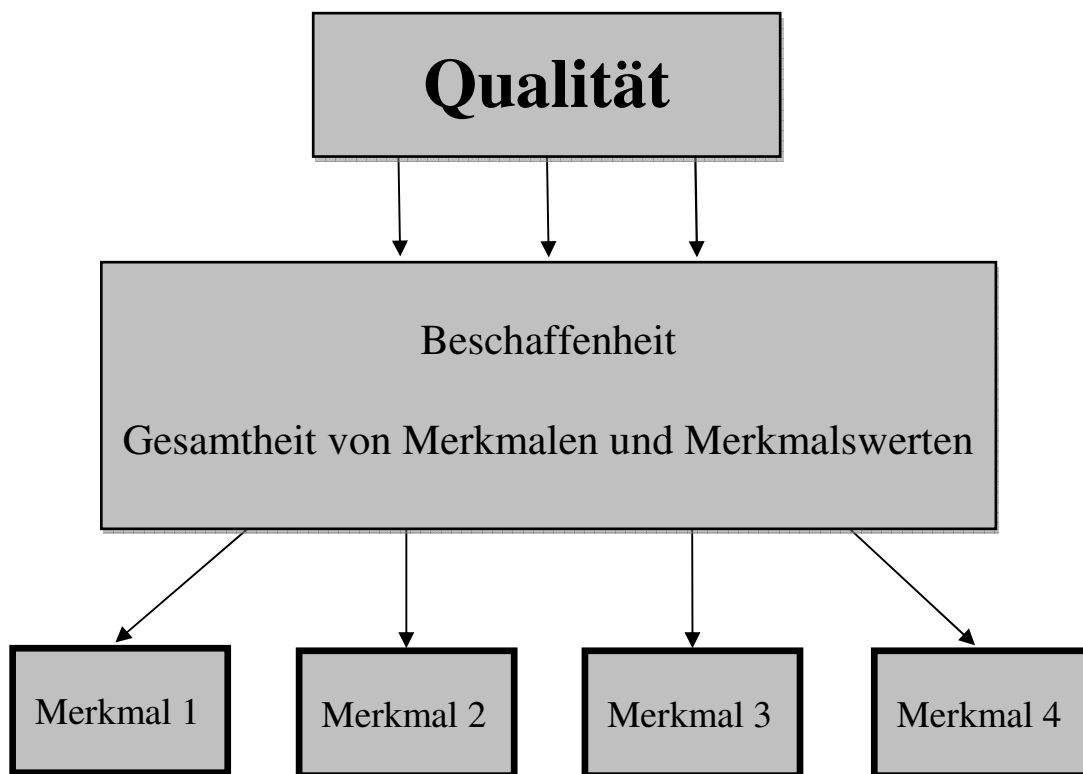 Qualität
Beschaffenheit
Gesamtheit von Merkmalen und Merkmalswerten
Merkmal 1
Merkmal 2
Merkmal 3
Merkmal 4